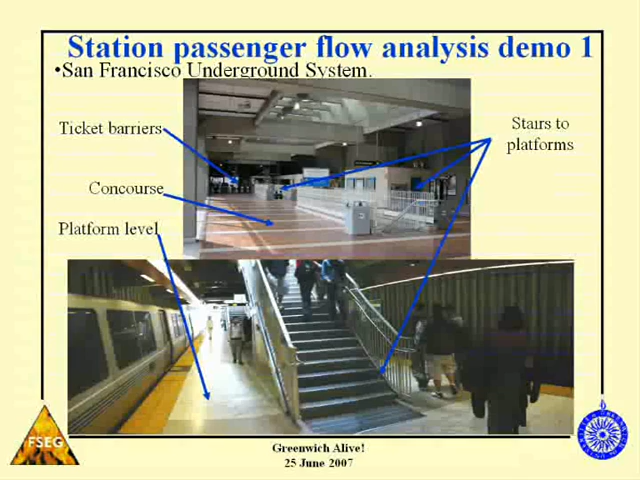 Station passenger flow analysis demo 1
•San Francisco Underground System.
Ticket barriers
Concourse
Platform level
Stairs to
platforms
FSEG
Greenwich Alive!
25 June 2007